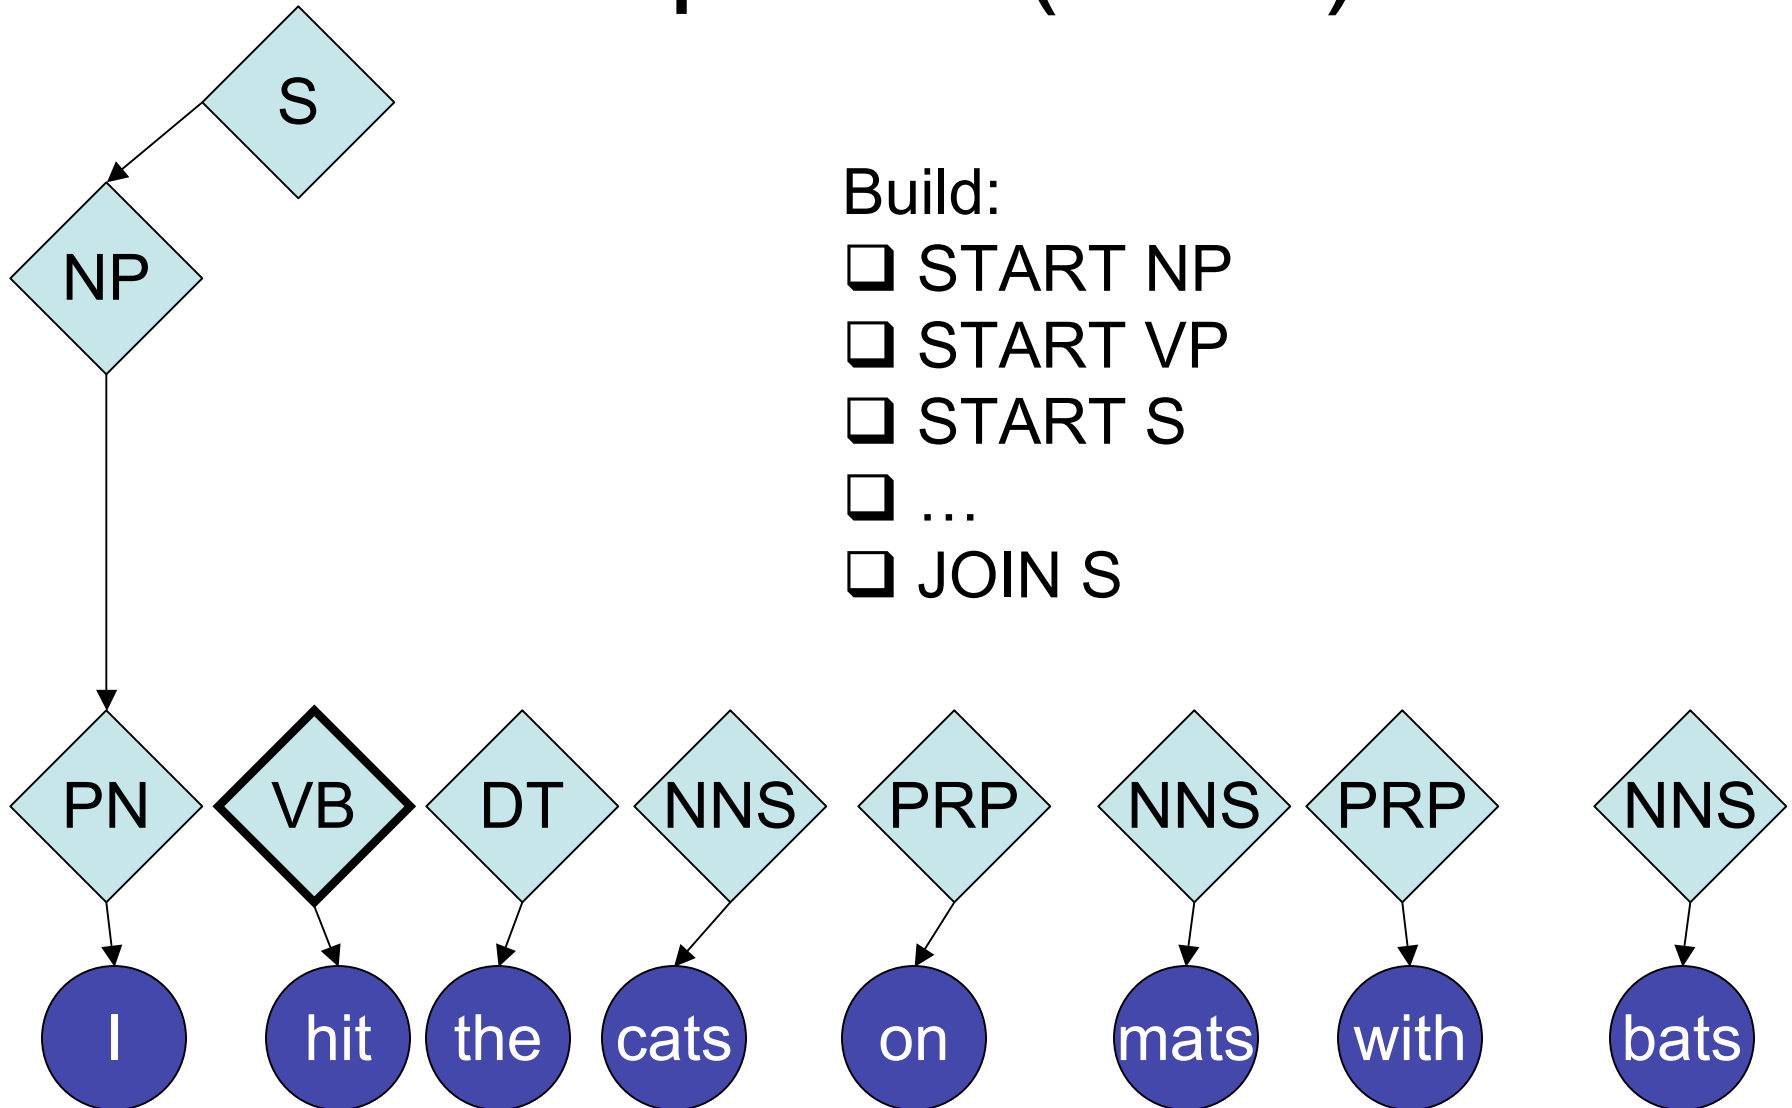 S
NP
Build:
❑ START NP
❑ START VP
❑ START S
❑ …
❑ JOIN S
PN VB DT NNS PRP NNS PRP NNS
I hit the cats on mats with bats